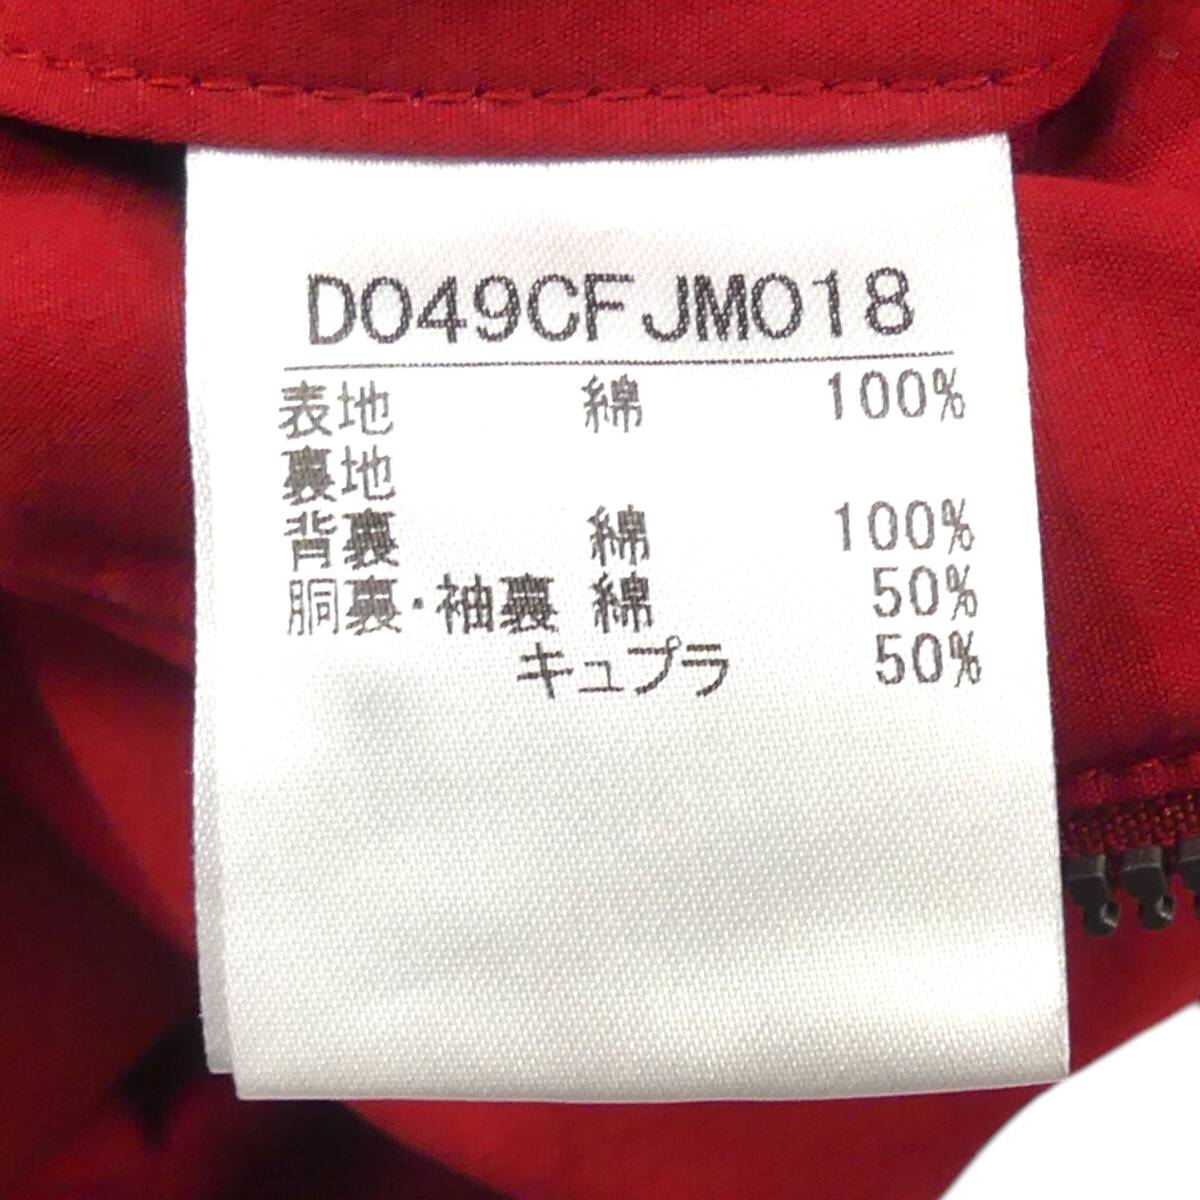 D049CFJM018
表地 綿 100%
裏地
背裏 綿 100%
胴裏・袖裏 綿 50%
キュプラ 50%